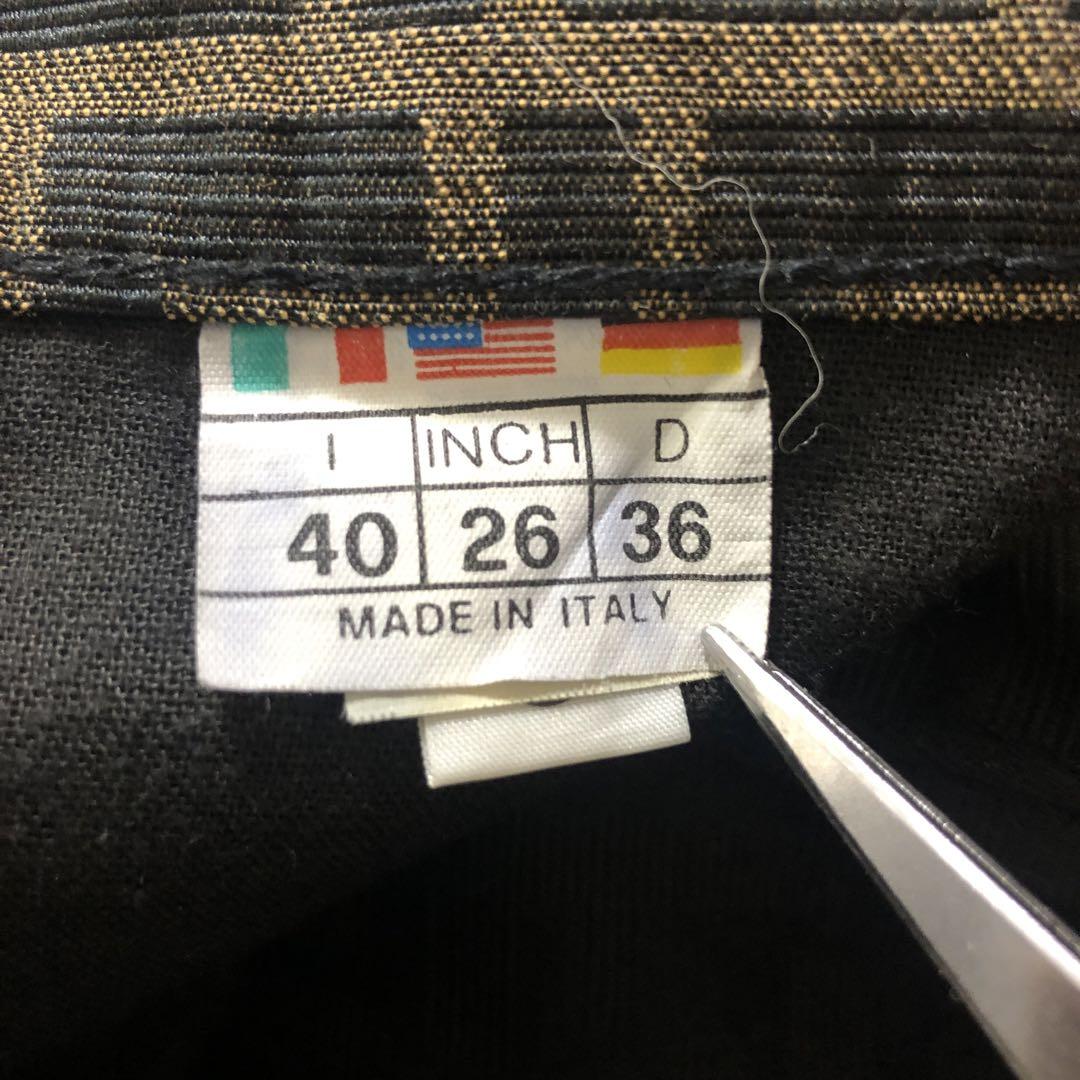 I INCH D
40 26 36
MADE IN ITALY